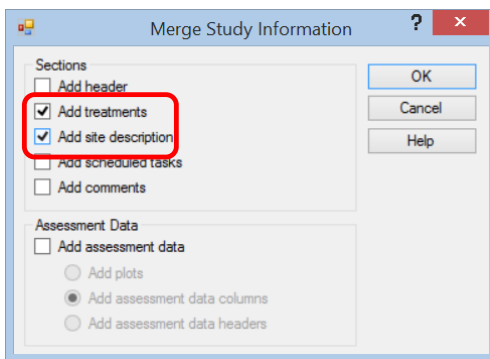 Merge Study Information
? ×
Sections
Add header
Add treatments
Add site description
Add scheduled tasks
Add comments
OK
Cancel
Help
Assessment Data
Add assessment data
Add plots
Add assessment data columns
Add assessment data headers